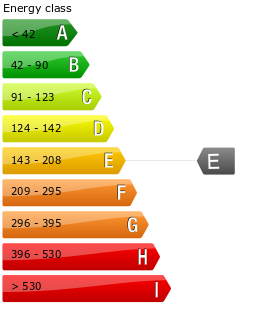 Energy class
< 42 A
42 - 90 B
91 - 123 C
124 - 142 D
143 - 208 E E
209 - 295 F
296 - 395 G
396 - 530 H
> 530 I